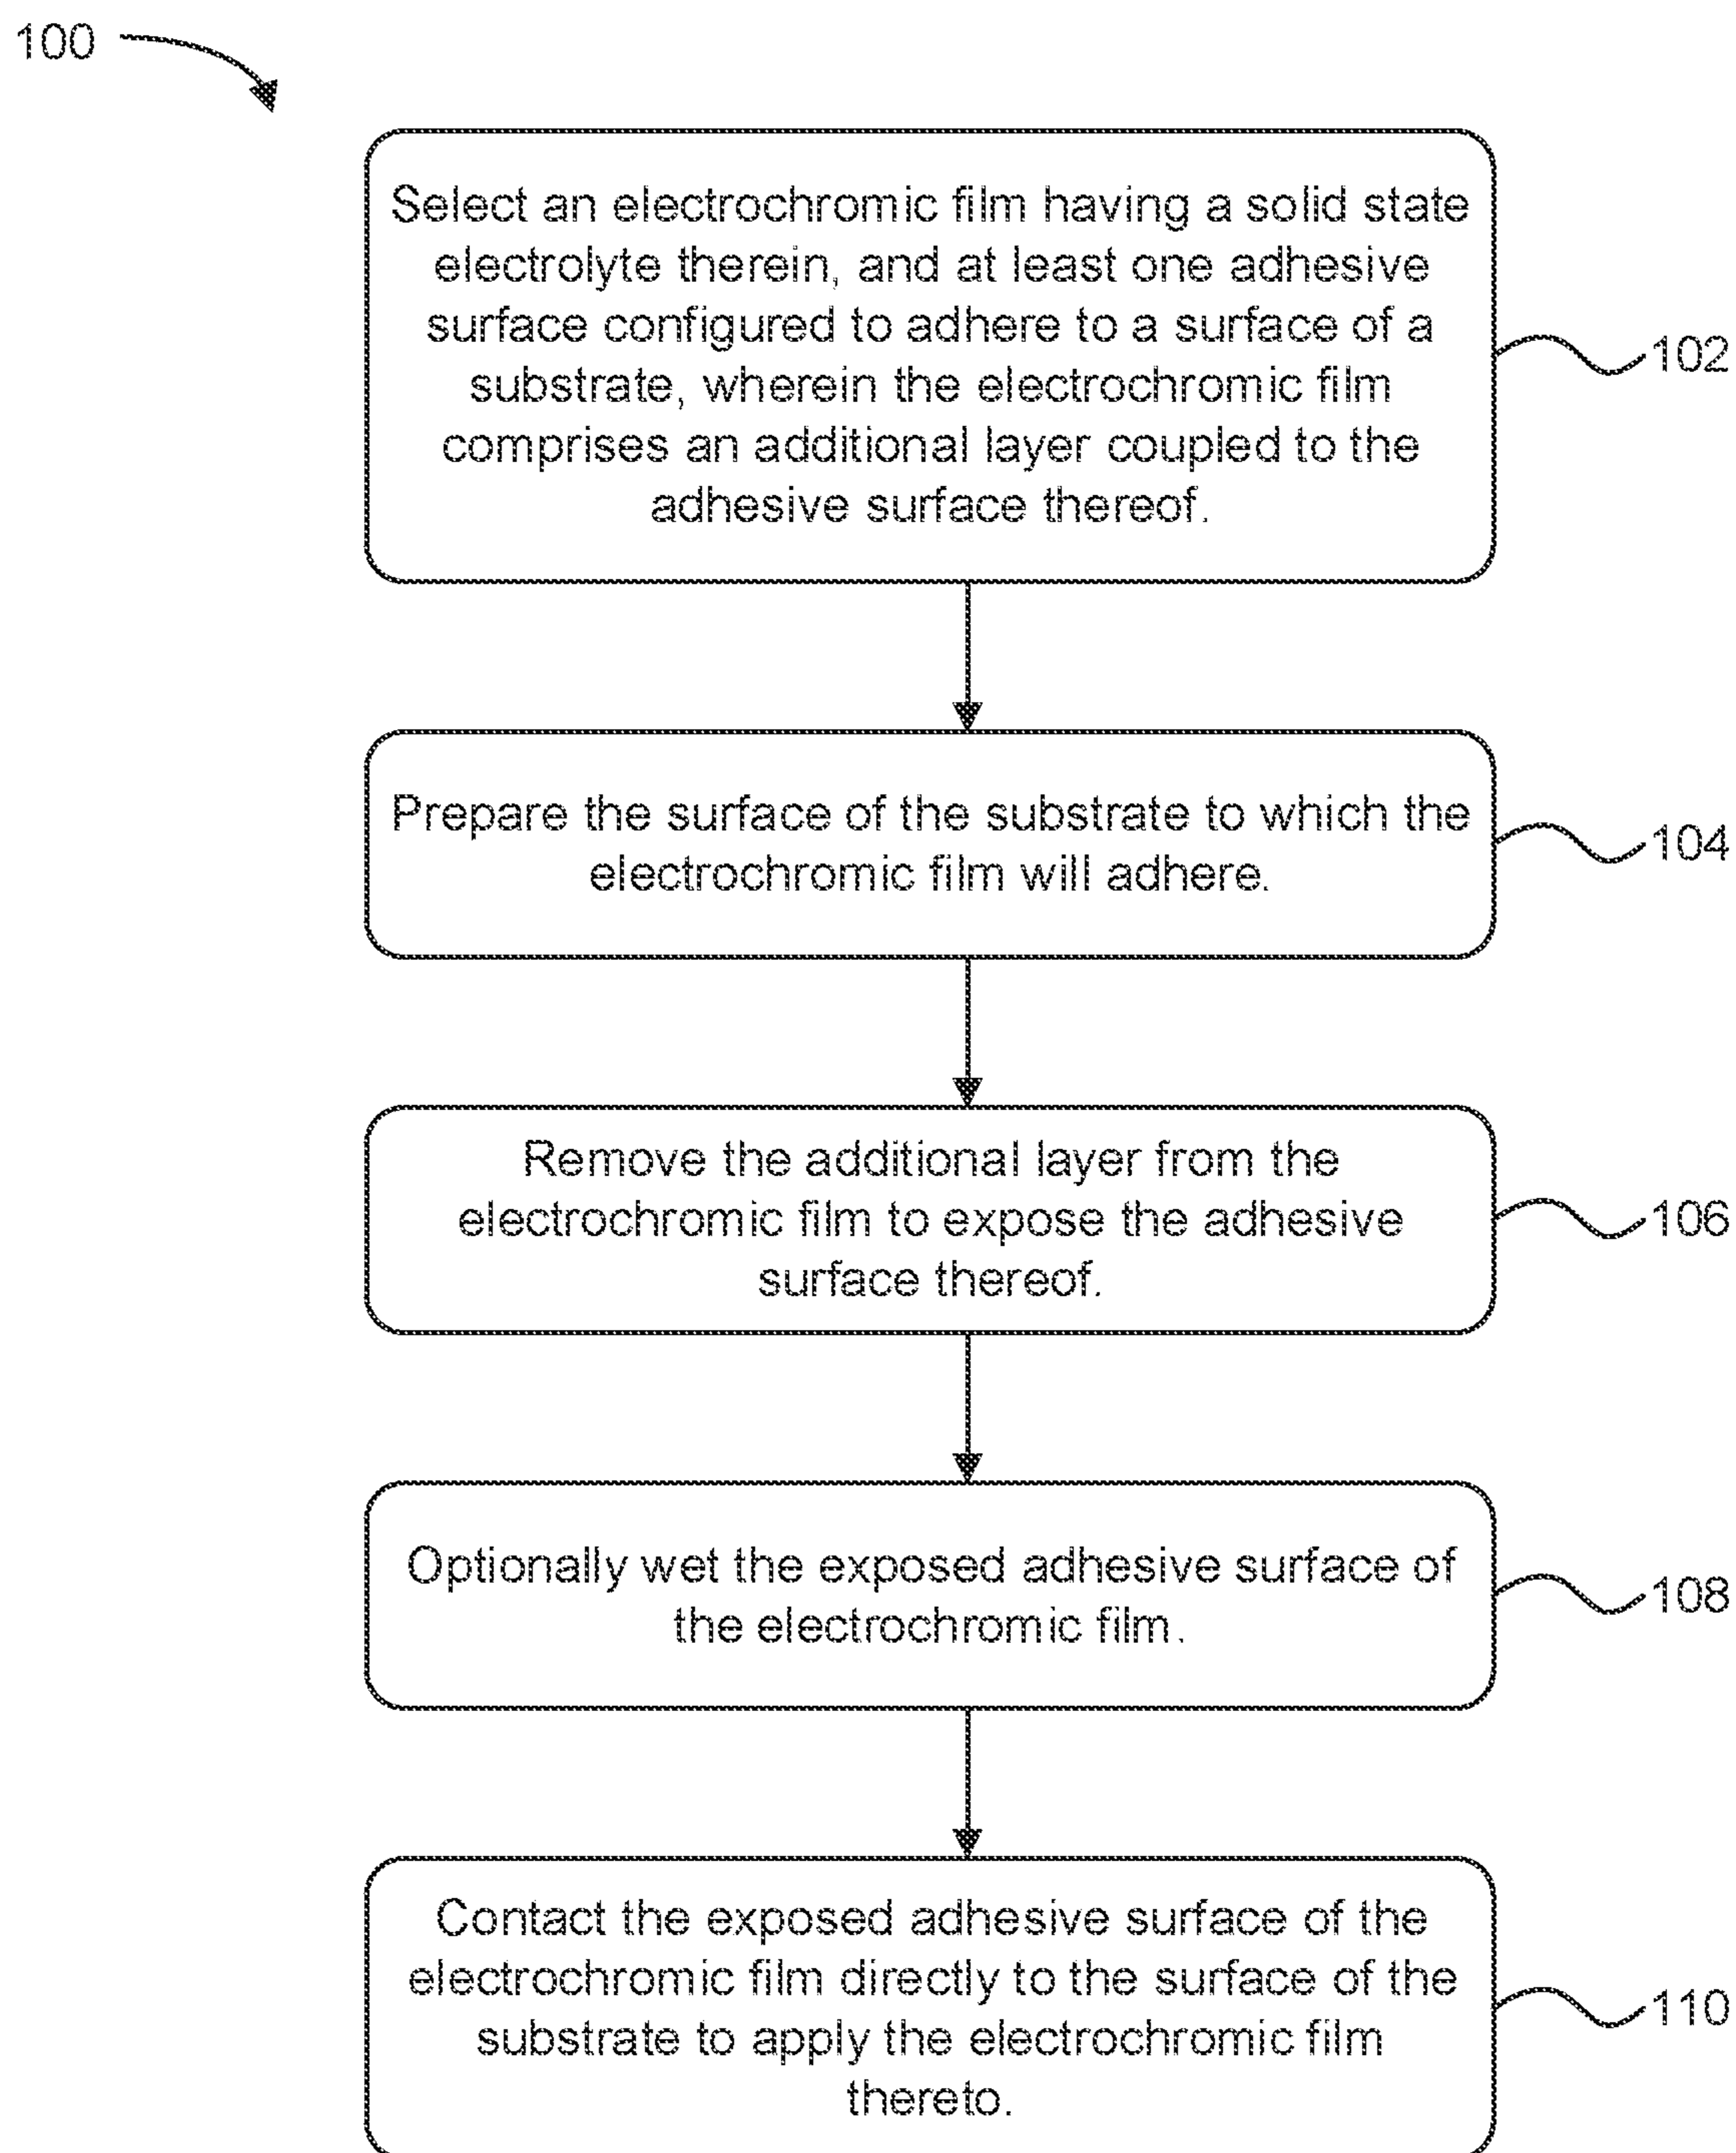 100
Select an electrochromic film having a solid state
electrolyte therein, and at least one adhesive
surface configured to adhere to a surface of a
substrate, wherein the electrochromic film
comprises an additional layer coupled to the
adhesive surface thereof.
102
Prepare the surface of the substrate to which the
electrochromic film will adhere.
104
Remove the additional layer from the
electrochromic film to expose the adhesive
surface thereof.
106
Optionally wet the exposed adhesive surface of
the electrochromic film.
108
Contact the exposed adhesive surface of the
electrochromic film directly to the surface of the
substrate to apply the electrochromic film
thereto.
110